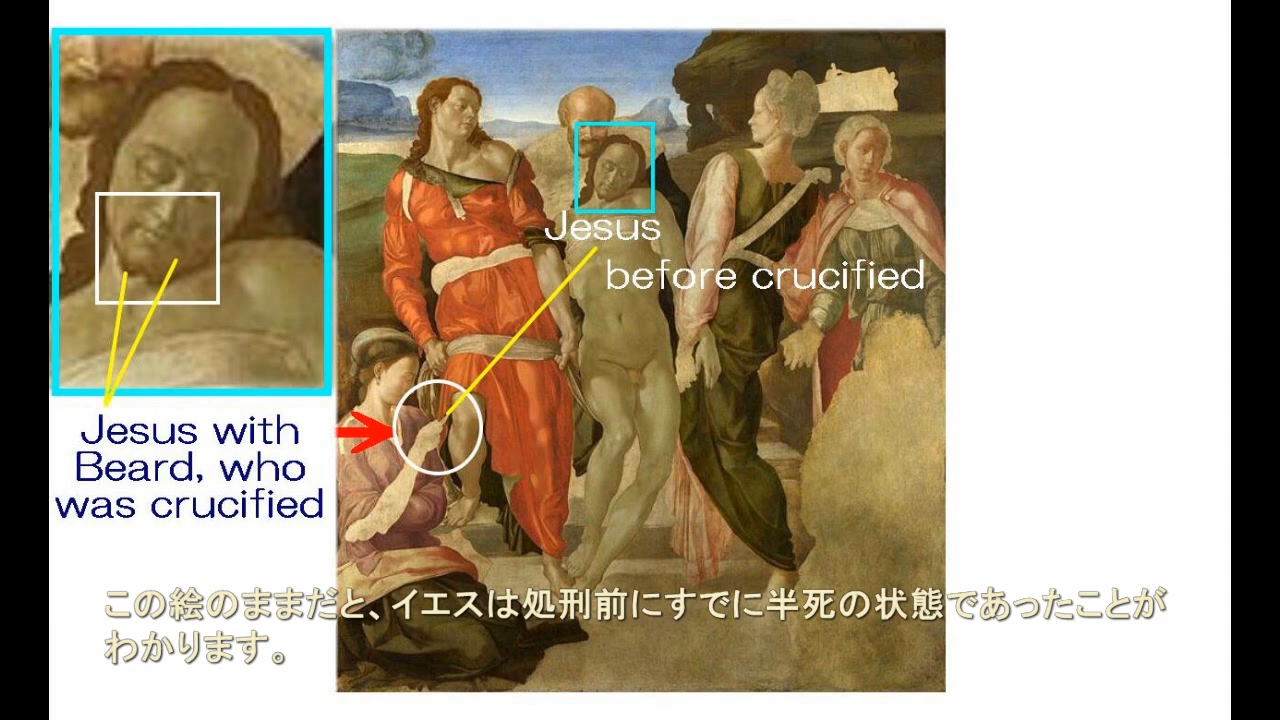 Jesus
before crucified
Jesus with
Beard, who
was crucified
この絵のままだと、イエスは処刑前にすでに半死の状態であったことが
わかります。